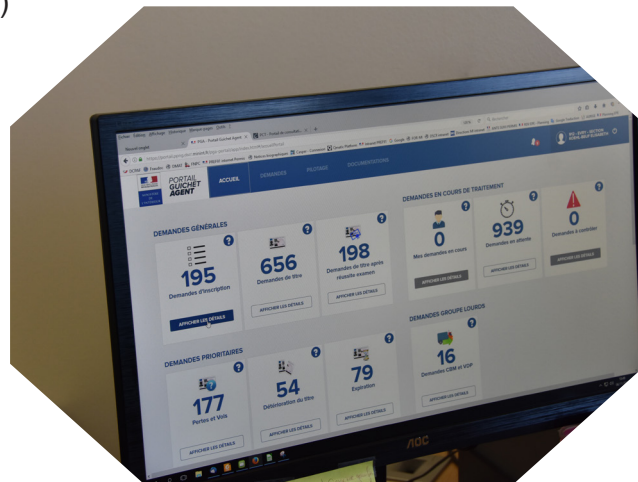 )
PORTAIL
GUICHET
AGENT
ACCUEIL
DEMANDES
PILOTAGE
DOCUMENTATIONS
DEMANDES GÉNÉRALES
?
195
Demandes d'inscription
AFFICHER LES DÉTAILS
?
656
Demandes de titre
AFFICHER LES DÉTAILS
?
198
Demandes de titre après
réussite examen
AFFICHER LES DÉTAILS
DEMANDES EN COURS DE TRAITEMENT
?
0
Mes demandes en cours
AFFICHER LES DÉTAILS
?
939
Demandes en attente
AFFICHER LES DÉTAILS
?
0
Demandes à contrôler
AFFICHER LES DÉTAILS
DEMANDES PRIORITAIRES
?
177
Pertes et Vols
AFFICHER LES DÉTAILS
?
54
Détérioration du titre
AFFICHER LES DÉTAILS
?
79
Expiration
AFFICHER LES DÉTAILS
DEMANDES GROUPE LOURDS
?
16
Demandes CBM et VOP
AFFICHER LES DÉTAILS
AOC